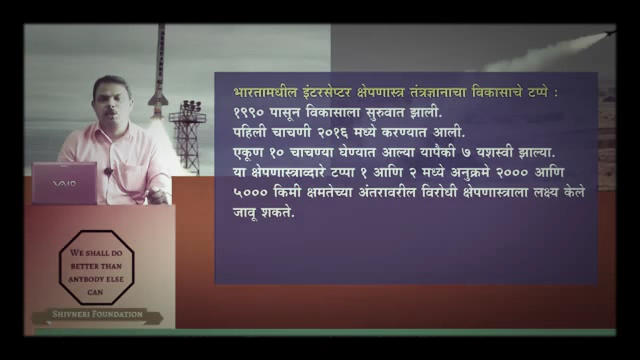 भारतामधील इंटरसेप्टर क्षेपणास्त्र तंत्रज्ञानाचा विकासाचे टप्पे :
१९९० पासून विकासाला सुरुवात झाली.
पहिली चाचणी २०१६ मध्ये करण्यात आली.
एकूण १० चाचण्या घेण्यात आल्या यापैकी ७ यशस्वी झाल्या.
या क्षेपणास्त्राव्दारे टप्पा १ आणि २ मध्ये अनुक्रमे २००० आणि
५००० किमी क्षमतेच्या अंतरावरील विरोधी क्षेपणास्त्राला लक्ष्य केले
जावू शकते.
VAIO
WE SHALL DO
BETTER THAN
ANYBODY ELSE
CAN
SHIVNERI FOUNDATION